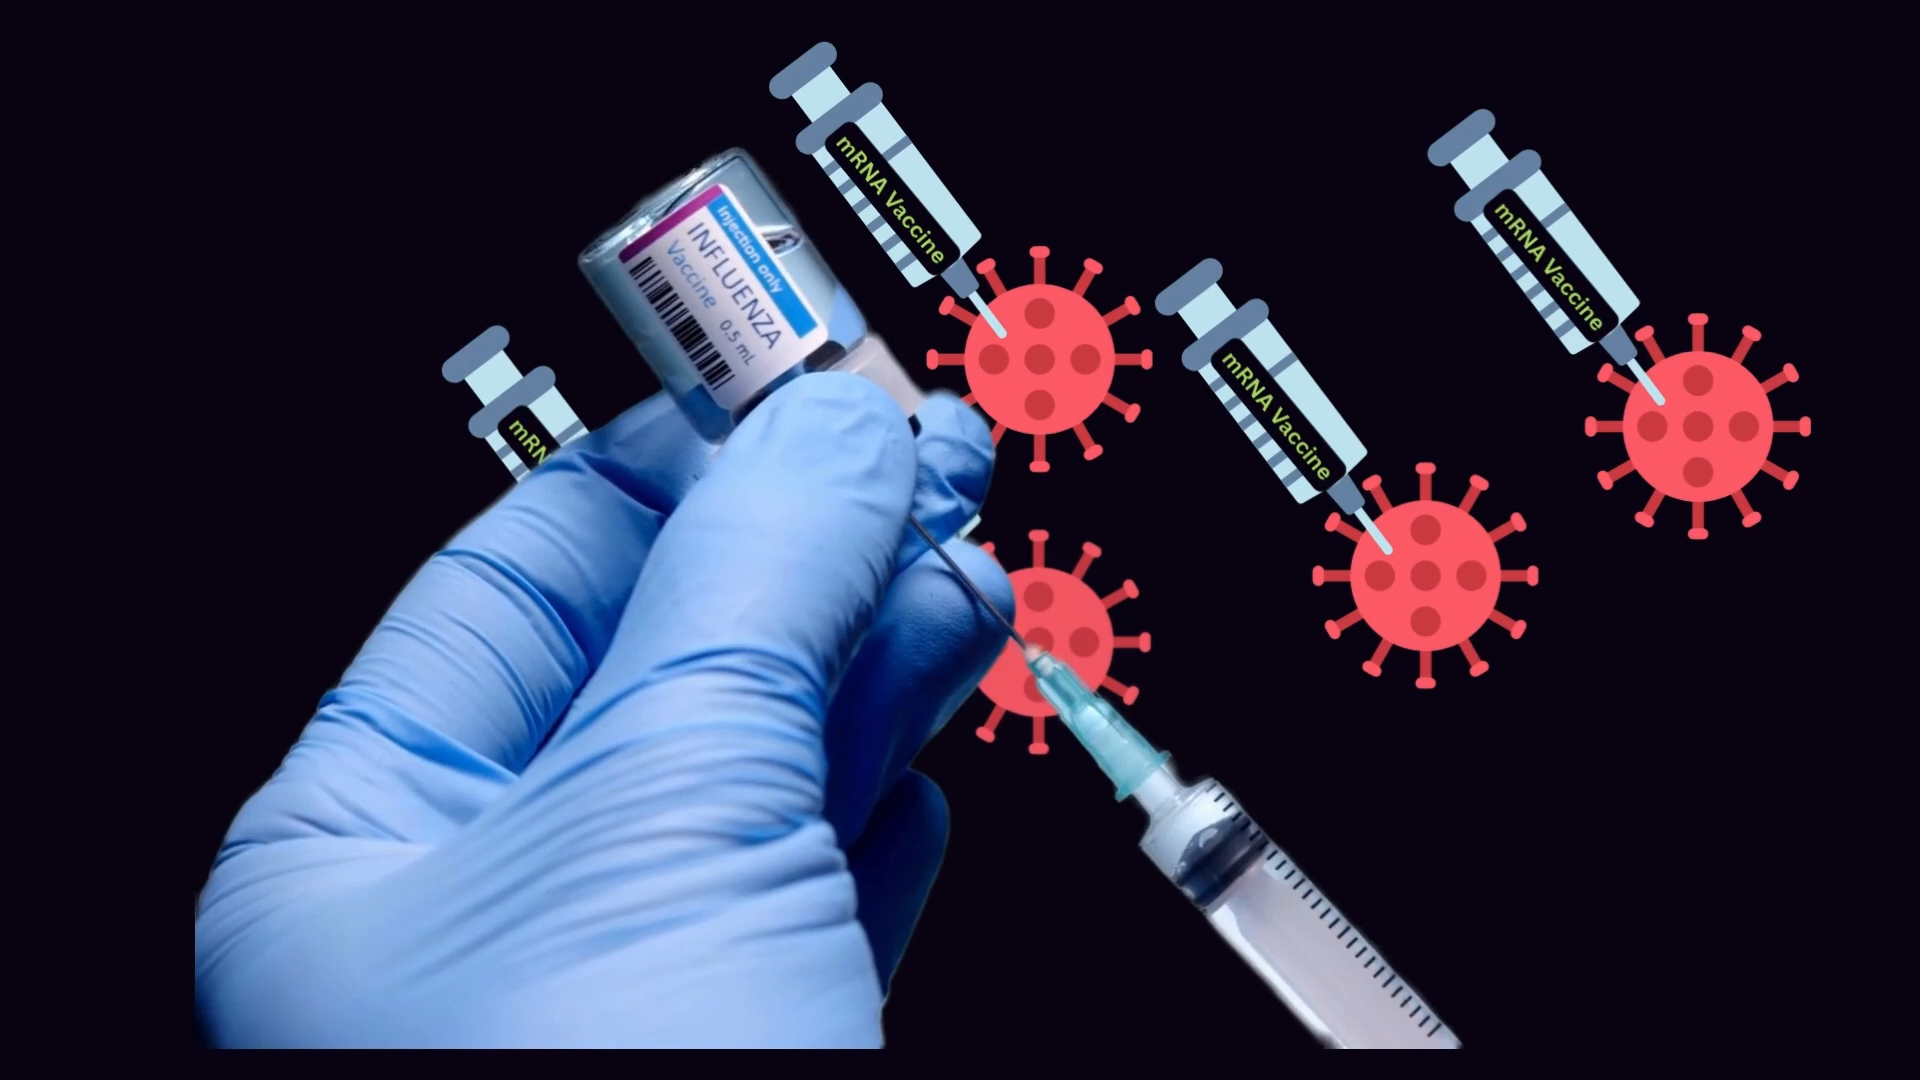 mRNA Vaccine
mRNA Vaccine
mRNA Vaccine
Injection only
INFLUENZA
Vaccine 0.5 mL
mRN